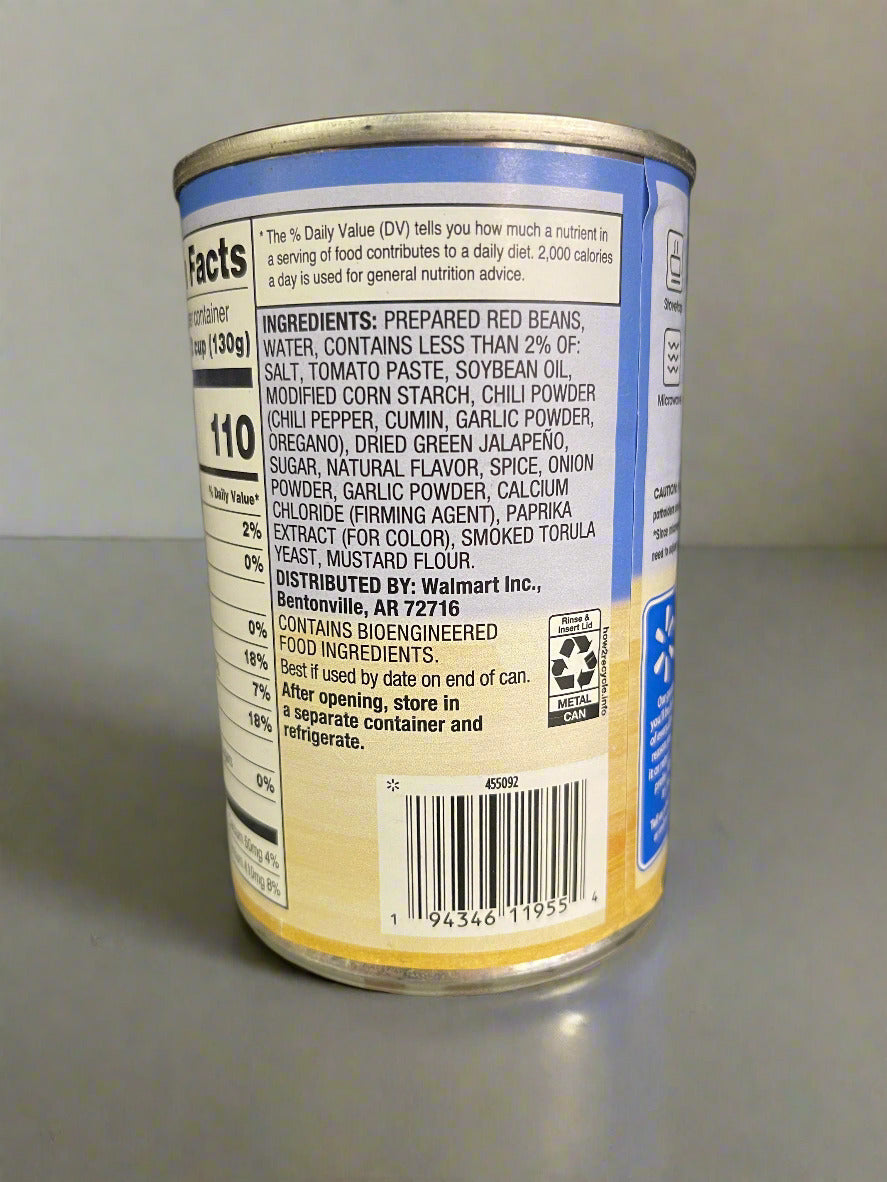 Facts
container
cup (130g)
110
% Daily Value*
2%
0%
0%
18%
7%
18%
0%
50mg 4%
8%
* The % Daily Value (DV) tells you how much a nutrient in
a serving of food contributes to a daily diet. 2,000 calories
a day is used for general nutrition advice.
INGREDIENTS: PREPARED RED BEANS,
WATER, CONTAINS LESS THAN 2% OF:
SALT, TOMATO PASTE, SOYBEAN OIL,
MODIFIED CORN STARCH, CHILI POWDER
(CHILI PEPPER, CUMIN, GARLIC POWDER,
OREGANO), DRIED GREEN JALAPEÑO,
SUGAR, NATURAL FLAVOR, SPICE, ONION
POWDER, GARLIC POWDER, CALCIUM
CHLORIDE (FIRMING AGENT), PAPRIKA
EXTRACT (FOR COLOR), SMOKED TORULA
YEAST, MUSTARD FLOUR.
DISTRIBUTED BY: Walmart Inc.,
Bentonville, AR 72716
CONTAINS BIOENGINEERED
FOOD INGREDIENTS.
Best if used by date on end of can.
After opening, store in
a separate container and
refrigerate.
Rinse &
Insert Lid
METAL
CAN
how2recycle.info
455092
1 94346 11955 4
CAUTION
*Since
need to